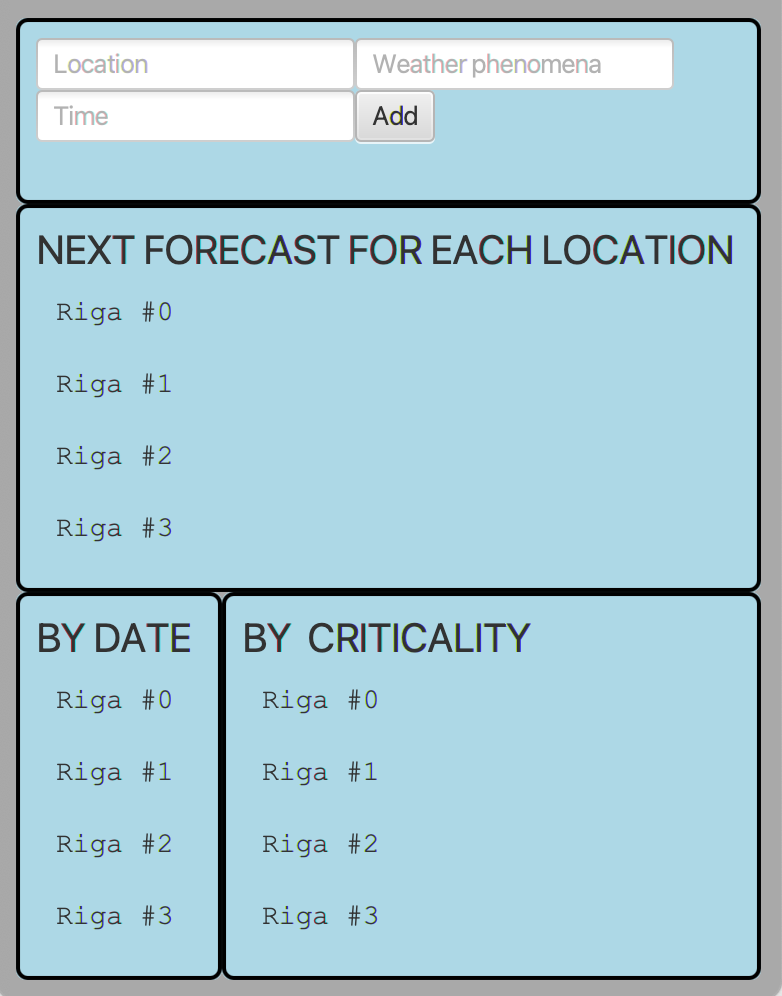 Location Weather phenomena
Time Add
NEXT FORECAST FOR EACH LOCATION
Riga #0
Riga #1
Riga #2
Riga #3
BY DATE
Riga #0
Riga #1
Riga #2
Riga #3
BY  CRITICALITY
Riga #0
Riga #1
Riga #2
Riga #3